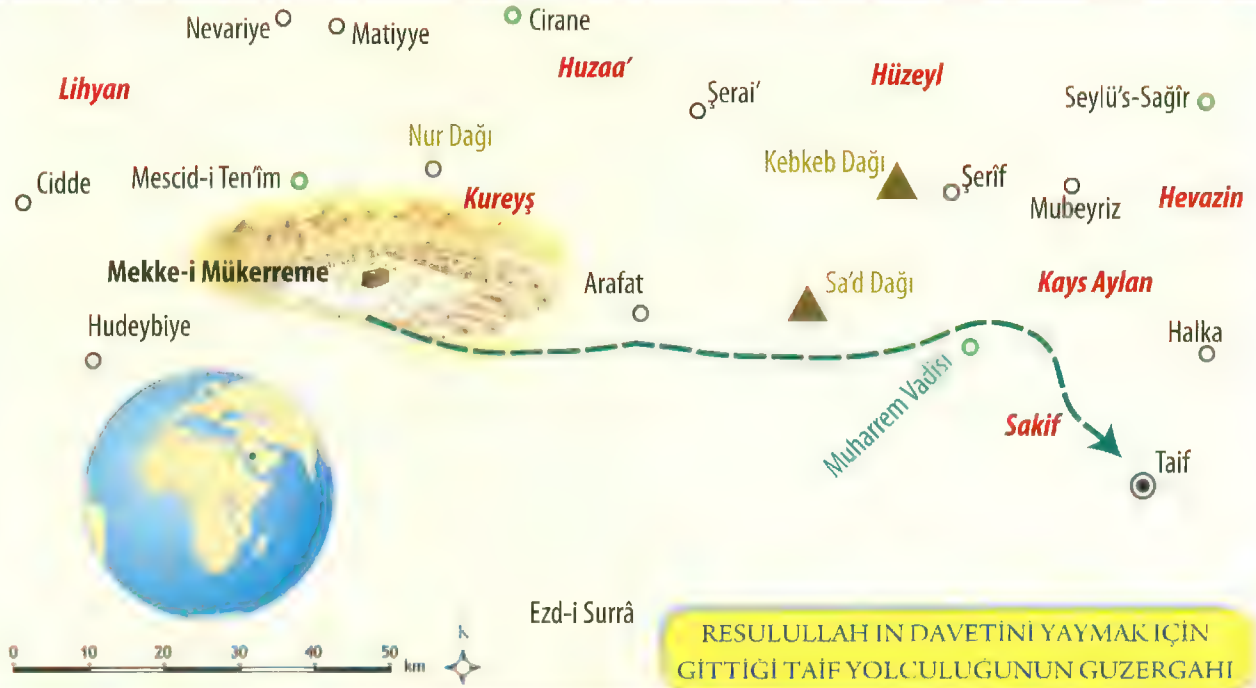 Nevariye
Matiyye
Cirane
Lihyan
Huzaa'
Hüzeyl
Şerai'
Seylü's-Sağîr
Nur Dağı
Kebkeb Dağı
Cidde
Mescid-i Ten'îm
Kureyş
Şerîf
Mubeyriz
Hevazin
Mekke-i Mükerreme
Arafat
Sa'd Dağı
Kays Aylan
Hudeybiye
Halka
Muharrem Vadisi
Sakif
Taif
Ezd-i Surrâ
K
0 10 20 30 40 50 km
RESULULLAH IN DAVETİNİ YAYMAK IÇİN
GİTTİĞİ TAİF YOLCULUĞUNUN GUZERGAHI